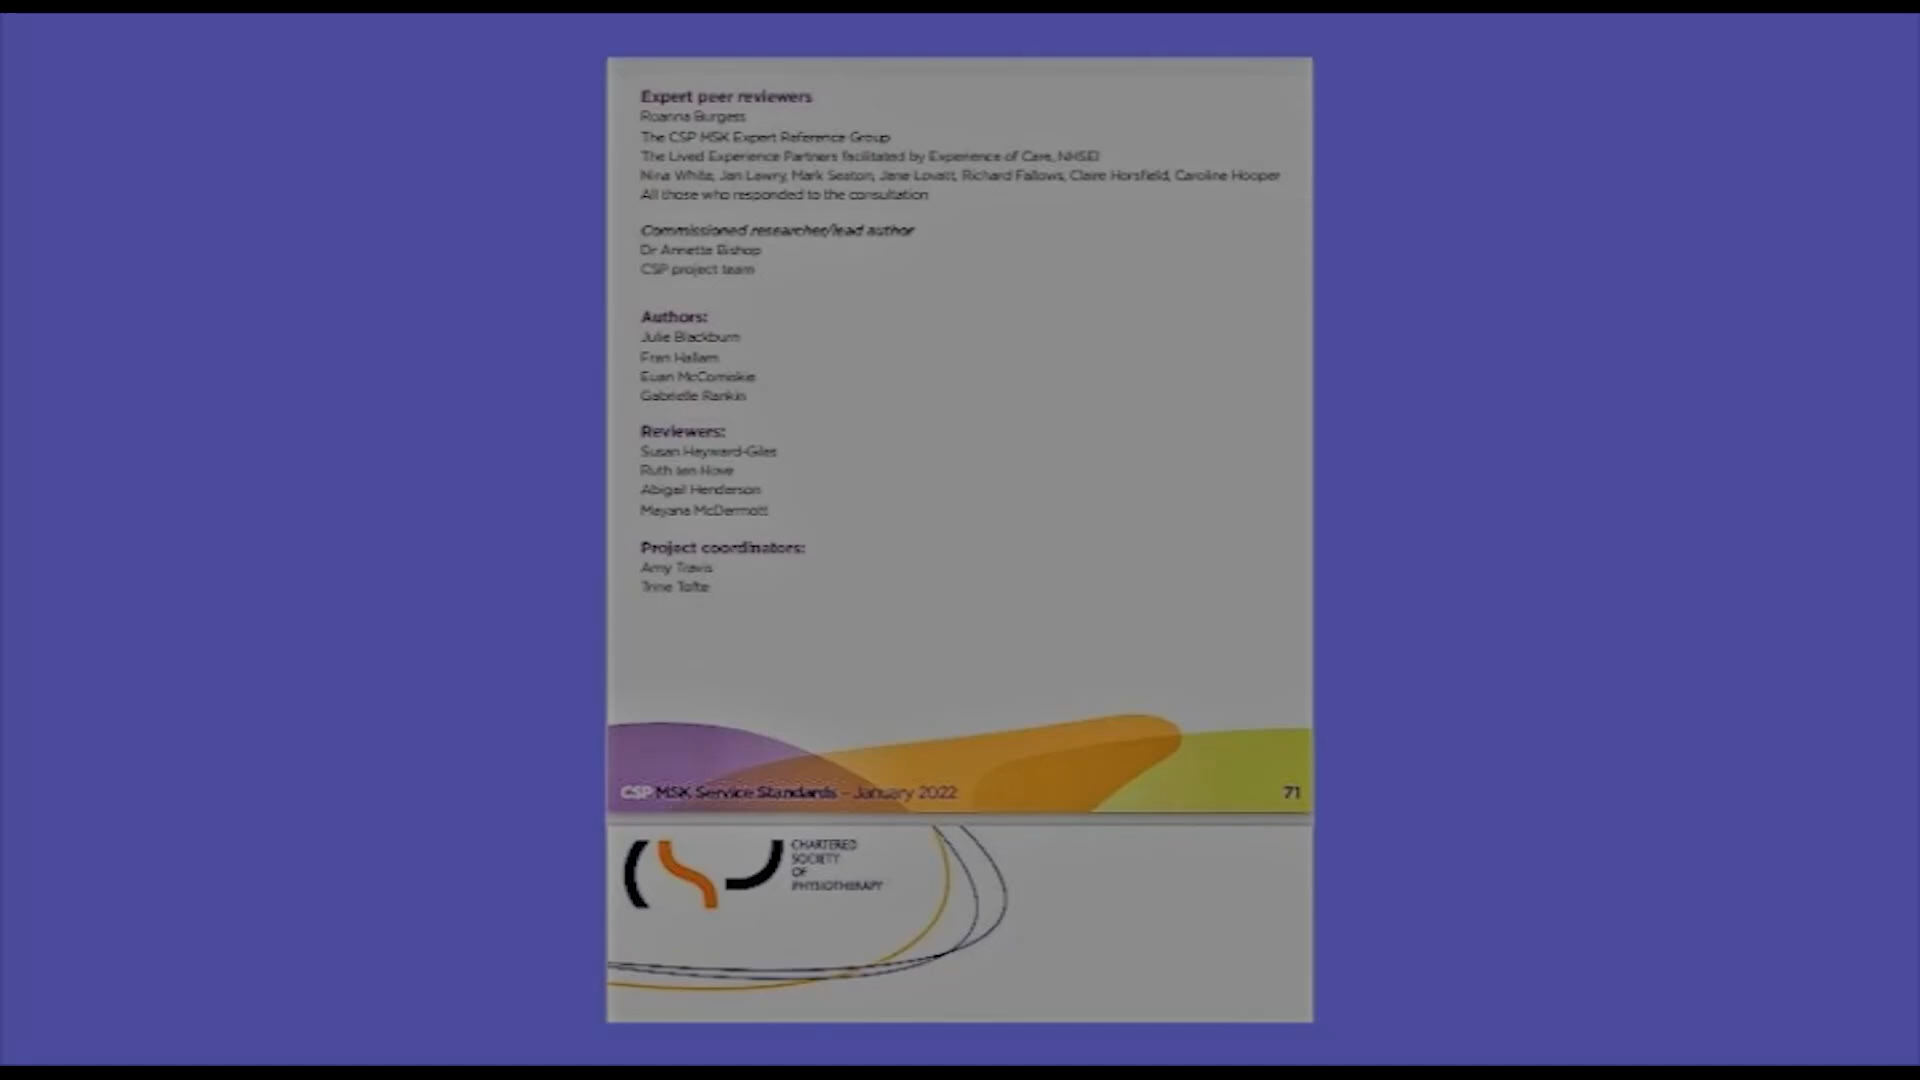 Expert peer reviewers
Roanna Burgess
The CSP MSK Expert Reference Group
The Lived Experience Partners facilitated by Experience of Care, NHSEI
Nina White, Jan Lawry, Mark Seaton, Jane Lovatt, Richard Fallows, Claire Horsfield, Caroline Hooper
All those who responded to the consultation
Commissioned researcher/lead author
Dr Annette Bishop
CSP project team
Authors:
Julie Blackburn
Fran Hallam
Euan McComiskie
Gabrielle Rankin
Reviewers:
Susan Hayward-Giles
Ruth ten Hove
Abigail Henderson
Mayana McDermott
Project coordinators:
Amy Travis
Trine Tofte
CSP MSK Service Standards – January 2022
71
CHARTERED
SOCIETY
OF
PHYSIOTHERAPY